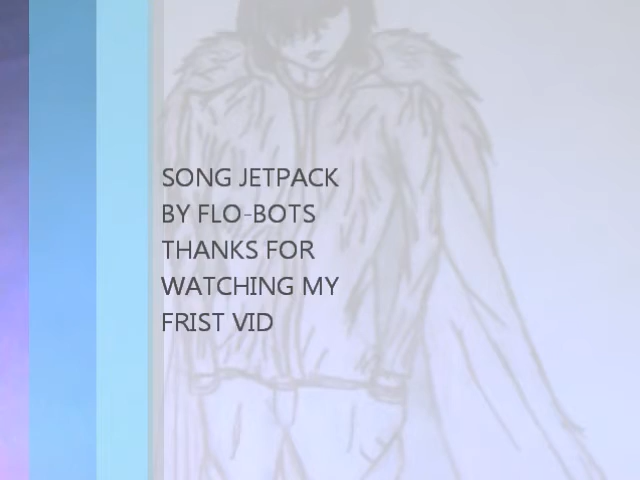 SONG JETPACK
BY FLO-BOTS
THANKS FOR
WATCHING MY
FRIST VID